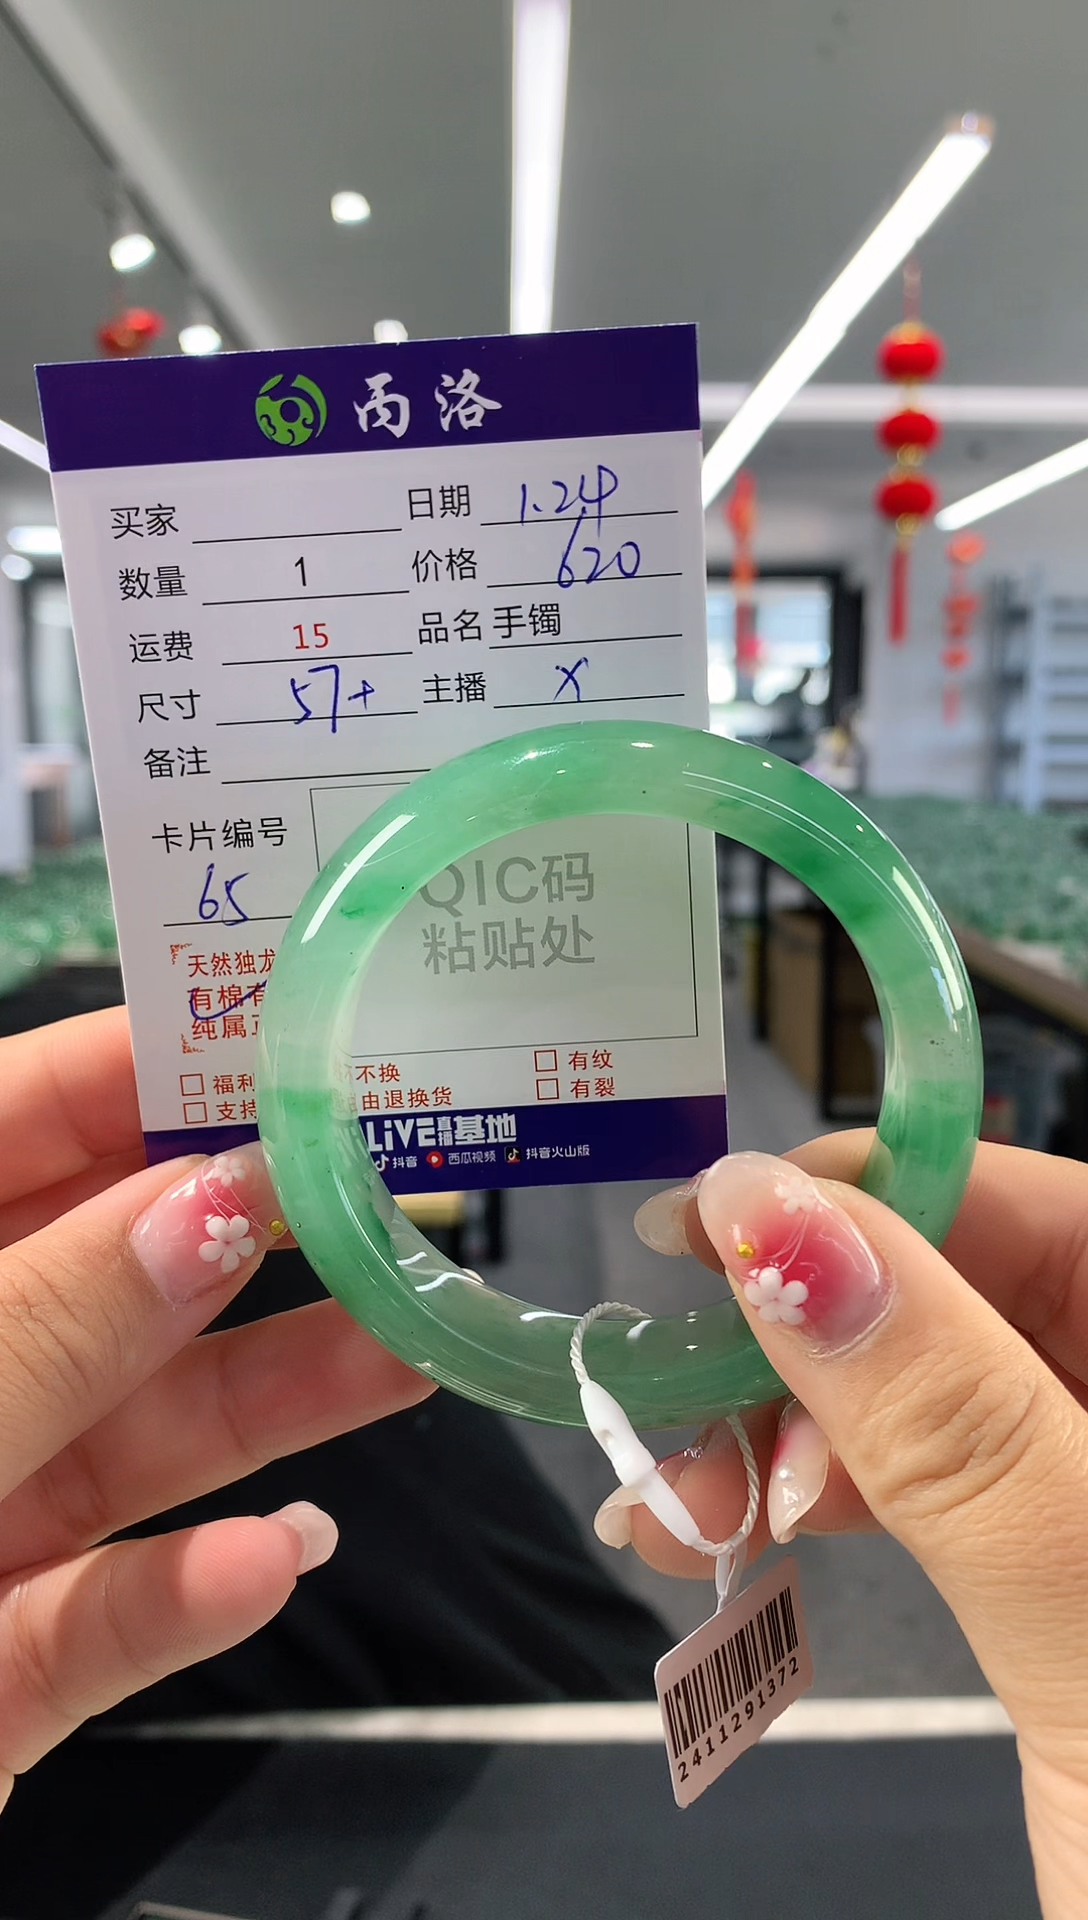 丙洛
买家 日期 1.24
数量 1 价格 620
运费 15 品名 手镯
尺寸 57+ 主播 X
备注
卡片编号
65
QIC码
粘贴处
天然独龙
有棉有
纯属
福利 不换 有纹
支持 由退换货 有裂
LiVE直播基地
抖音 西瓜视频 抖音火山版
2411291372